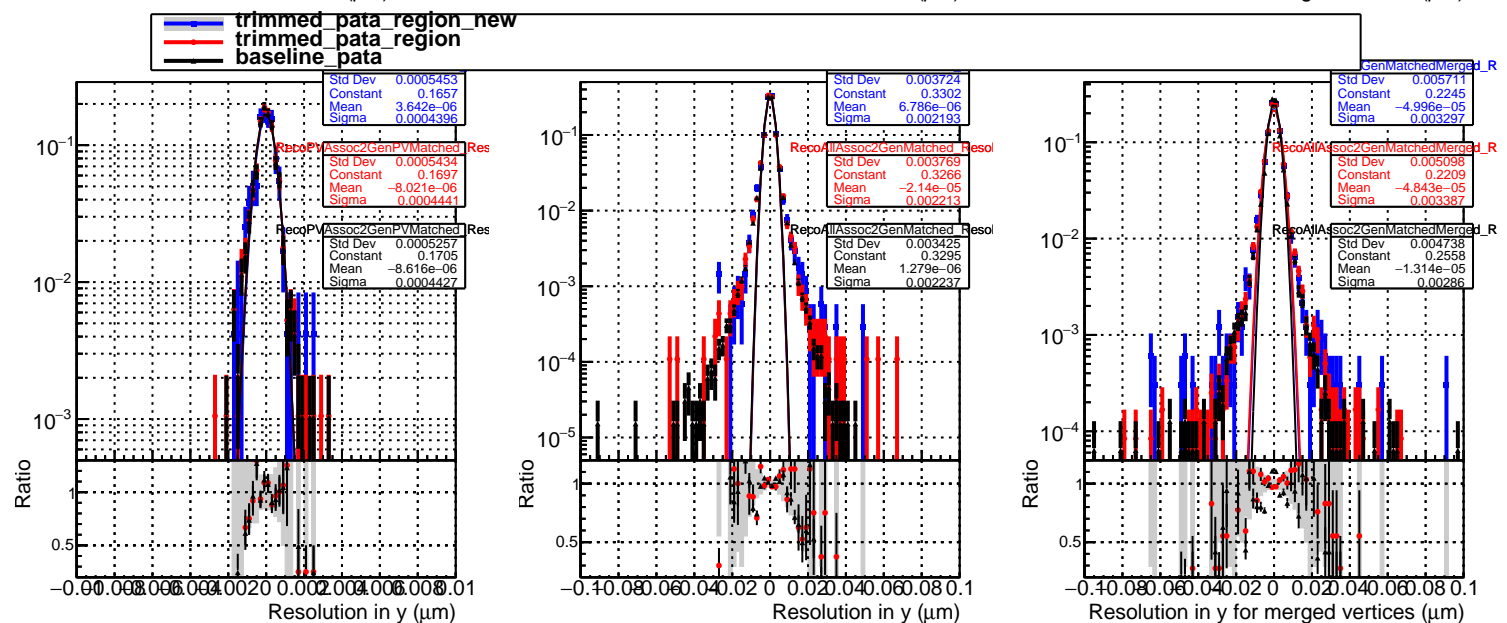 trimmed_pata_region_new
trimmed_pata_region
baseline_pata
Std Dev 0.0005453
Constant 0.1657
Mean 3.642e-06
Sigma 0.0004396
RecoPVAssoc2GenPVMatched_Res
Std Dev 0.0005434
Constant 0.1697
Mean −8.021e-06
Sigma 0.0004441
RecoPVAssoc2GenPVMatched_Res
Std Dev 0.0005257
Constant 0.1705
Mean −8.616e-06
Sigma 0.0004427
10−1
10−2
10−3
Ratio
1
0.5
0.01
Resolution in y (μm)
Std Dev 0.003724
Constant 0.3302
Mean 6.786e-06
Sigma 0.002193
RecoAllAssoc2GenMatched_Resol
Std Dev 0.003769
Constant 0.3266
Mean −2.14e-05
Sigma 0.002213
RecoAllAssoc2GenMatched_Resol
Std Dev 0.003425
Constant 0.3295
Mean 1.279e-06
Sigma 0.002237
10−1
10−2
10−3
10−4
10−5
Ratio
1
0.5
−0.1 −0.08 −0.06 −0.04 −0.02 0 0.02 0.04 0.06 0.08 0.1
Resolution in y (μm)
GenMatchedMerged_R
Std Dev 0.005711
Constant 0.2245
Mean −4.996e-05
Sigma 0.003297
RecoAllAssoc2GenMatchedMerged_R
Std Dev 0.005098
Constant 0.2209
Mean −4.843e-05
Sigma 0.003387
RecoAllAssoc2GenMatchedMerged_R
Std Dev 0.004738
Constant 0.2558
Mean −1.314e-05
Sigma 0.00286
10−1
10−2
10−3
10−4
Ratio
1
0.5
−0.1 −0.08 −0.06 −0.04 −0.02 0 0.02 0.04 0.06 0.08 0.1
Resolution in y for merged vertices (μm)